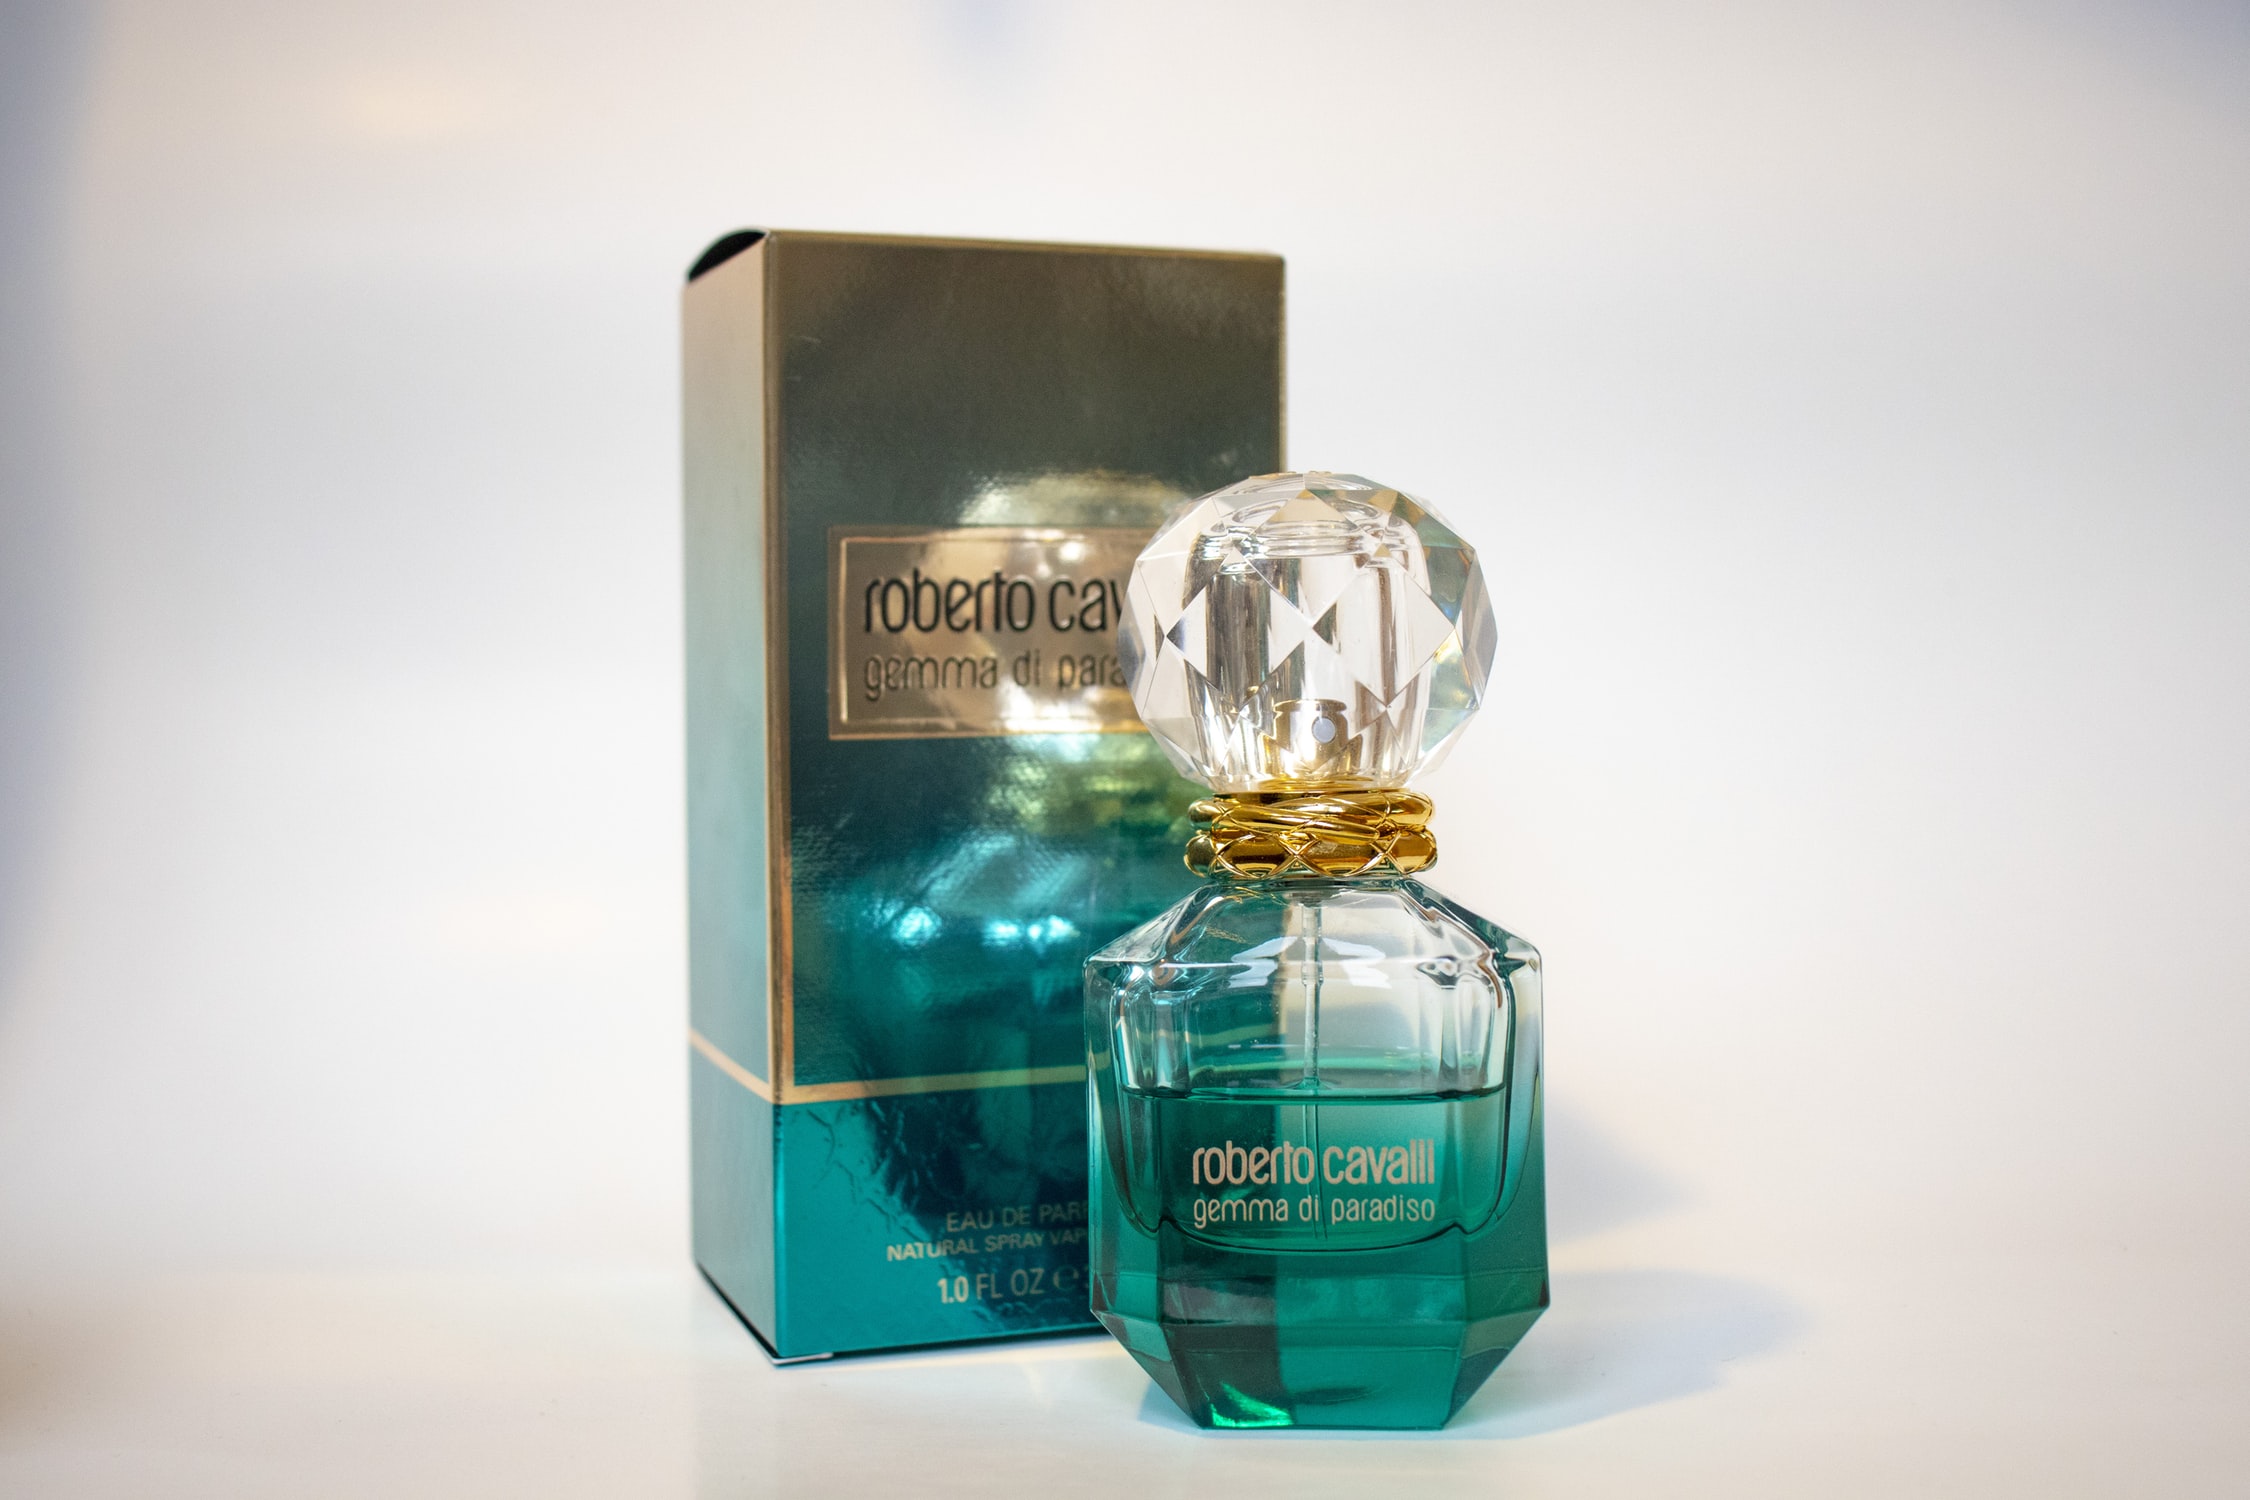 roberto cav
gemma di para
EAU DE PAR
NATURAL SPRAY VAP
1.0 FL OZ ℮
roberto cavalli
gemma di paradiso